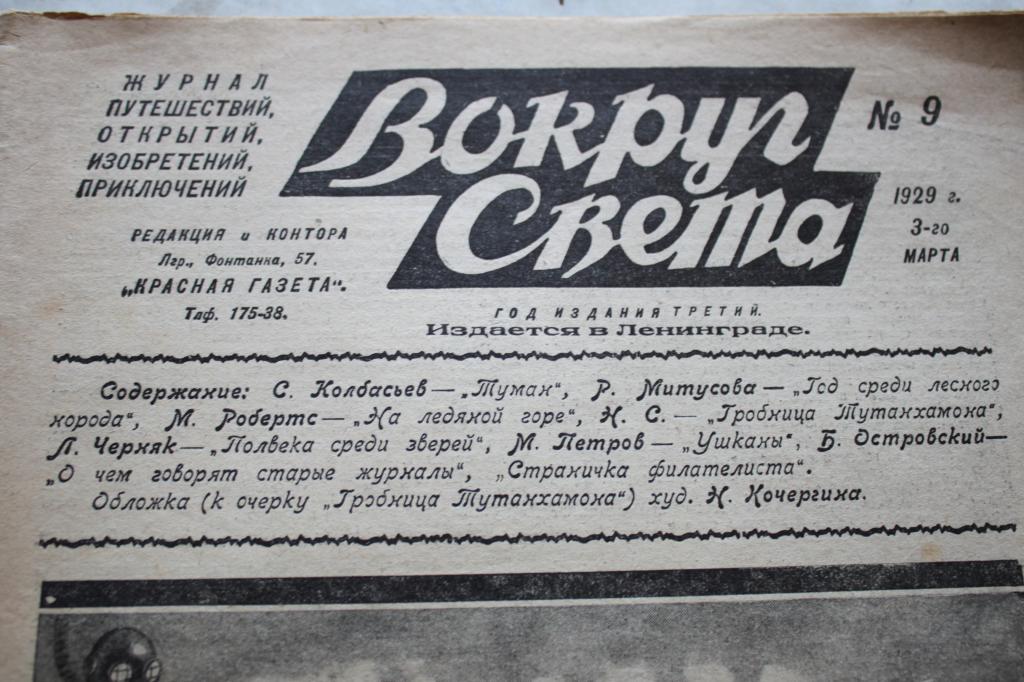 ЖУРНАЛ
ПУТЕШЕСТВИЙ,
ОТКРЫТИЙ,
ИЗОБРЕТЕНИЙ,
ПРИКЛЮЧЕНИЙ
РЕДАКЦИЯ и КОНТОРА
Лгр., Фонтанка, 57.
„КРАСНАЯ ГАЗЕТА“.
Тлф. 175-38.
Вокруг
Света
№ 9
1929 г.
3-го
МАРТА
ГОД ИЗДАНИЯ ТРЕТИЙ.
Издается в Ленинграде.
Содержание: С. Колбасьев—„Туман“, Р. Митусова—„Год среди лесного
народа“, М. Робертс—„На ледяной горе“, Н. С.—„Гробница Тутанхамона“,
Л. Черняк—„Полвека среди зверей“, М. Петров—„Ушканы“, Б. Островский—
„О чем говорят старые журналы“, „Страничка филателиста“.
Обложка (к очерку „Гробница Тутанхамона“) худ. Н. Кочергина.